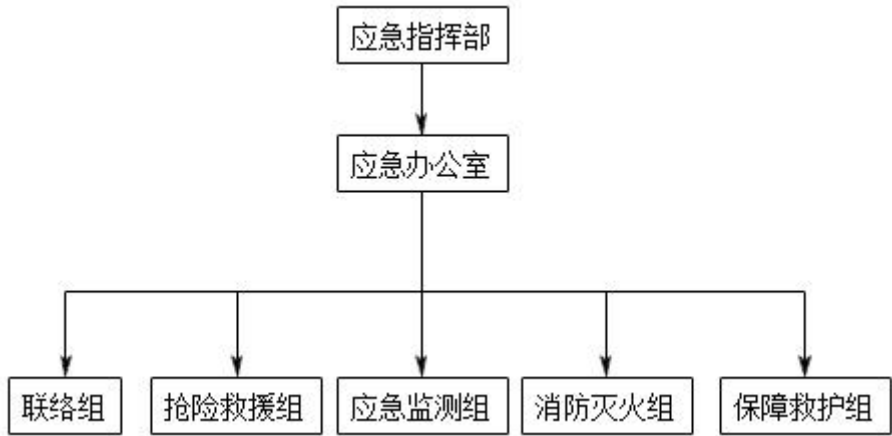 应急指挥部
应急办公室
联络组
抢险救援组
应急监测组
消防灭火组
保障救护组